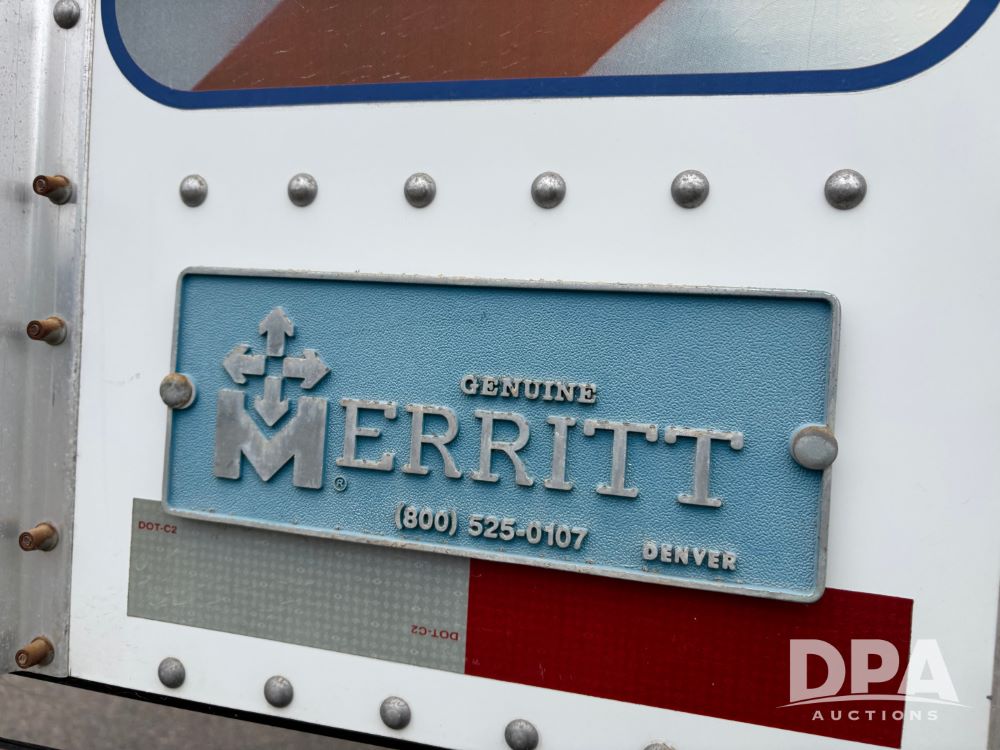 GENUINE
MERRITT
®
(800) 525-0107
DENVER
DOT-C2
DOT-C2
DPA
AUCTIONS